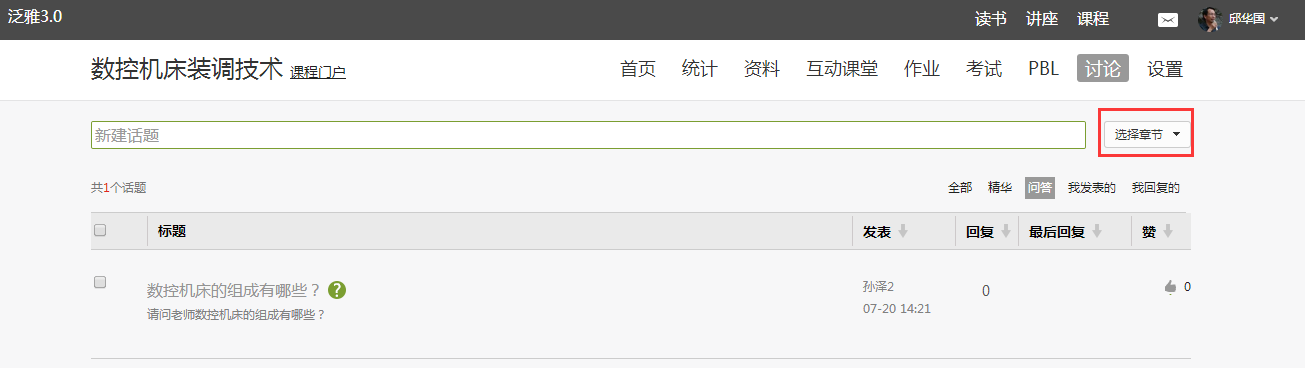 泛雅3.0 读书 讲座 课程 邱华国
数控机床装调技术 课程门户 首页 统计 资料 互动课堂 作业 考试 PBL 讨论 设置
新建话题 选择章节
共1个话题 全部 精华 问答 我发表的 我回复的
标题 发表 回复 最后回复 赞
数控机床的组成有哪些？ ? 孙泽2 0 0
请问老师数控机床的组成有哪些？ 07-20 14:21